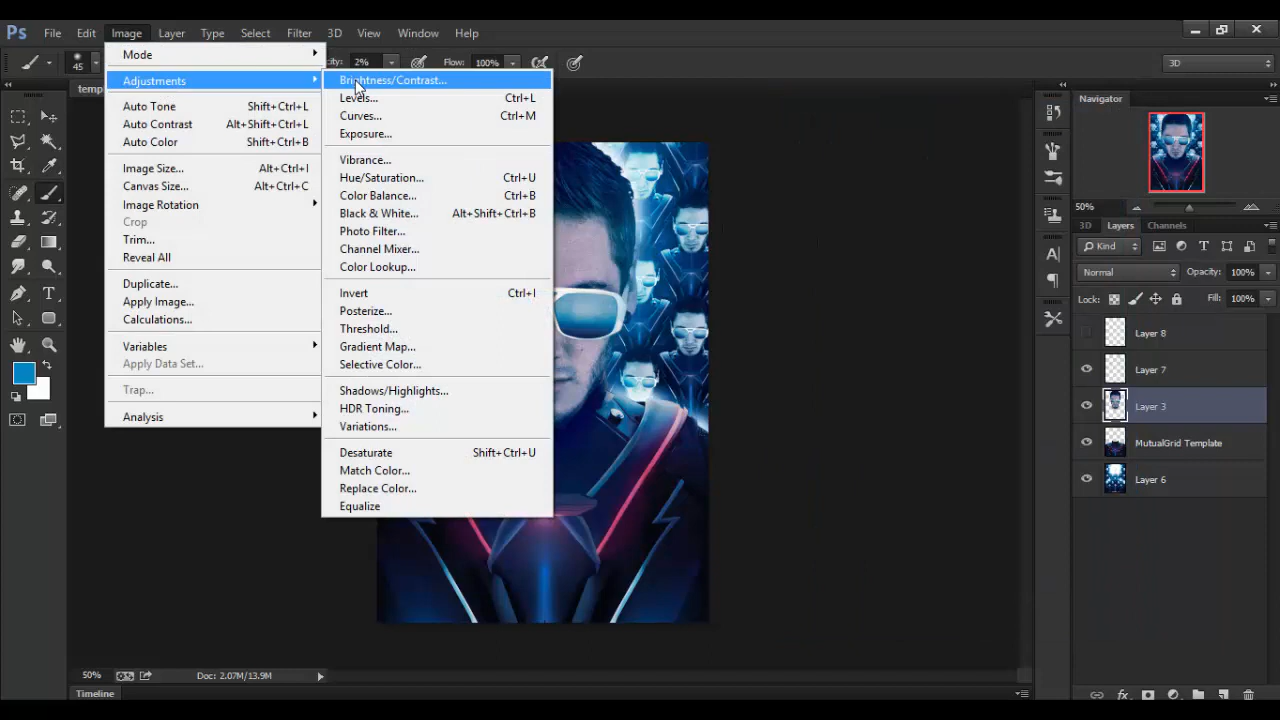 Ps File Edit Image Layer Type Select Filter 3D View Window Help
45 city: 2% Flow: 100% 3D
temp
Mode
Adjustments
Auto Tone Shift+Ctrl+L
Auto Contrast Alt+Shift+Ctrl+L
Auto Color Shift+Ctrl+B
Image Size... Alt+Ctrl+I
Canvas Size... Alt+Ctrl+C
Image Rotation
Crop
Trim...
Reveal All
Duplicate...
Apply Image...
Calculations...
Variables
Apply Data Set...
Trap...
Analysis
Brightness/Contrast...
Levels... Ctrl+L
Curves... Ctrl+M
Exposure...
Vibrance...
Hue/Saturation... Ctrl+U
Color Balance... Ctrl+B
Black & White... Alt+Shift+Ctrl+B
Photo Filter...
Channel Mixer...
Color Lookup...
Invert Ctrl+I
Posterize...
Threshold...
Gradient Map...
Selective Color...
Shadows/Highlights...
HDR Toning...
Variations...
Desaturate Shift+Ctrl+U
Match Color...
Replace Color...
Equalize
Navigator
50%
3D Layers Channels
Kind
Normal Opacity: 100%
Lock: Fill: 100%
Layer 8
Layer 7
Layer 3
MutualGrid Template
Layer 6
50% Doc: 2.07M/13.9M
Timeline